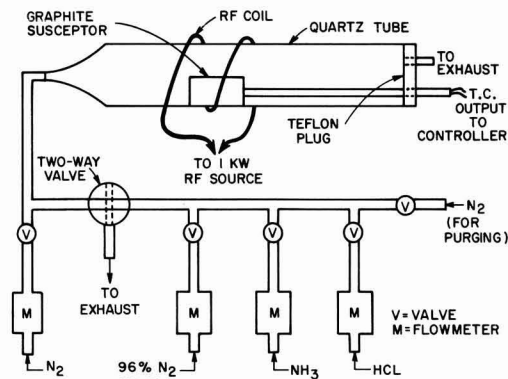 GRAPHITE
SUSCEPTOR
RF COIL
QUARTZ TUBE
TO
EXHAUST
T.C.
OUTPUT
TO
CONTROLLER
TEFLON
PLUG
TO 1 KW
RF SOURCE
TWO-WAY
VALVE
V
N2
(FOR
PURGING)
V
V
V
V
TO
EXHAUST
M
M
M
M
V = VALVE
M = FLOWMETER
N2
96% N2
NH3
HCL